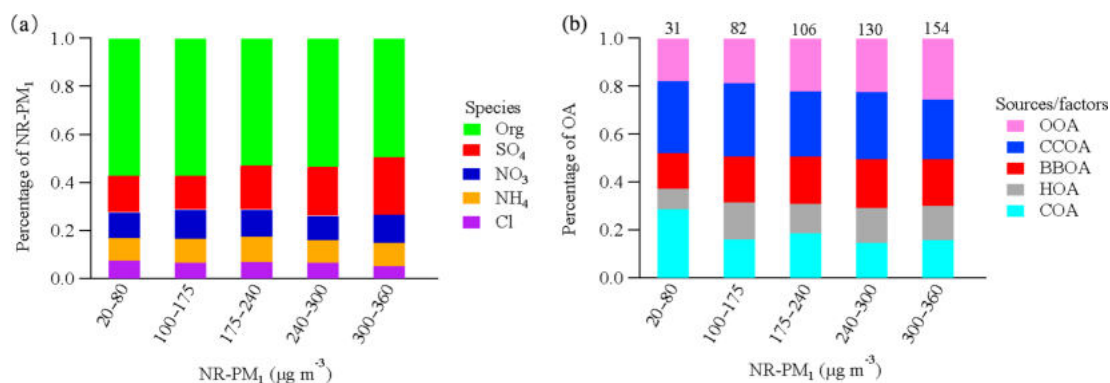 (a)
1.0
0.8
0.6
0.4
0.2
0.0
Percentage of NR-PM₁
Species
Org
SO₄
NO₃
NH₄
Cl
20-80
100-175
175-240
240-300
300-360
NR-PM₁ (µg m⁻³)
(b)
31 82 106 130 154
1.0
0.8
0.6
0.4
0.2
0.0
Percentage of OA
Sources/factors
OOA
CCOA
BBOA
HOA
COA
20-80
100-175
175-240
240-300
300-360
NR-PM₁ (µg m⁻³)